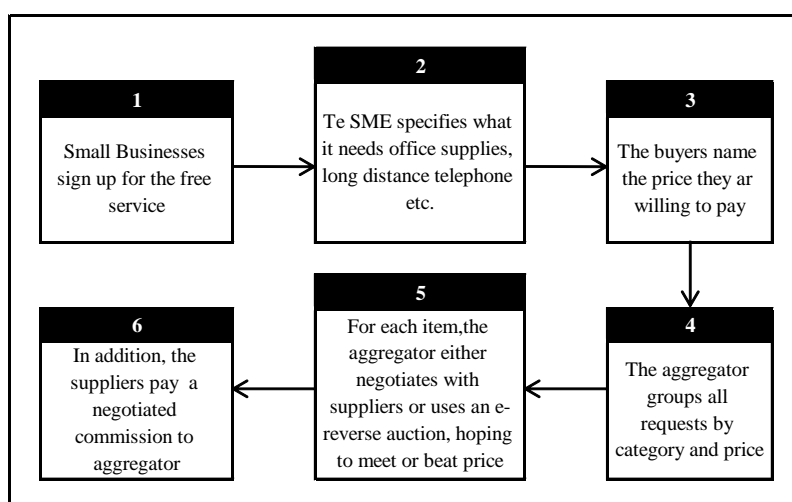 1
Small Businesses
sign up for the free
service
2
Te SME specifies what
it needs office supplies,
long distance telephone
etc.
3
The buyers name
the price they ar
willing to pay
4
The aggregator
groups all
requests by
category and price
5
For each item,the
aggregator either
negotiates with
suppliers or uses an e-
reverse auction, hoping
to meet or beat price
6
In addition, the
suppliers pay a
negotiated
commission to
aggregator